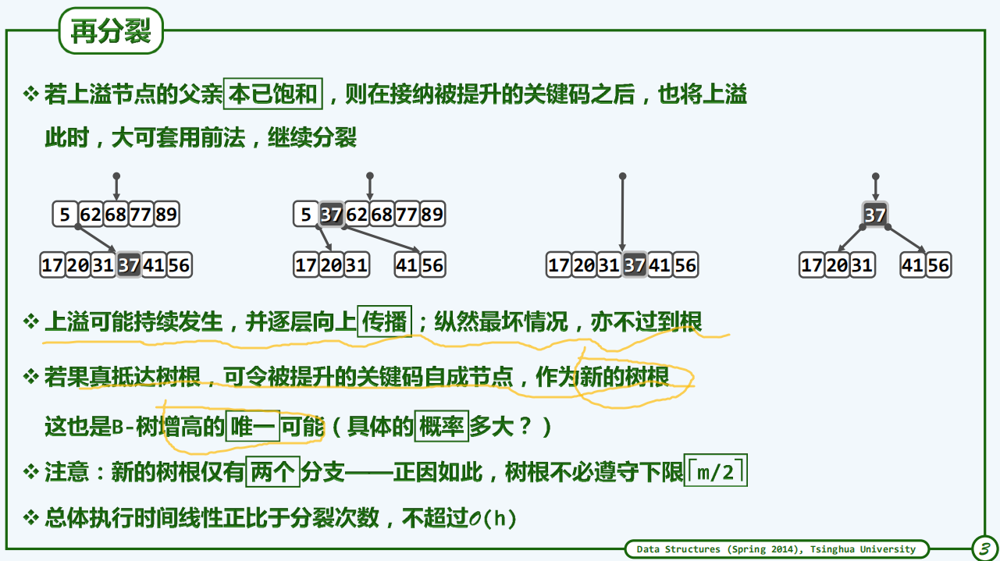 再分裂
❖ 若上溢节点的父亲本已饱和，则在接纳被提升的关键码之后，也将上溢
此时，大可套用前法，继续分裂
5 62 68 77 89
17 20 31 37 41 56
5 37 62 68 77 89
17 20 31
41 56
17 20 31 37 41 56
37
17 20 31
41 56
❖ 上溢可能持续发生，并逐层向上传播；纵然最坏情况，亦不过到根
❖ 若果真抵达树根，可令被提升的关键码自成节点，作为新的树根
这也是B-树增高的唯一可能（具体的概率多大？）
❖ 注意：新的树根仅有两个分支——正因如此，树根不必遵守下限⌈m/2⌉
❖ 总体执行时间线性正比于分裂次数，不超过𝒪(h)
Data Structures (Spring 2014), Tsinghua University
3